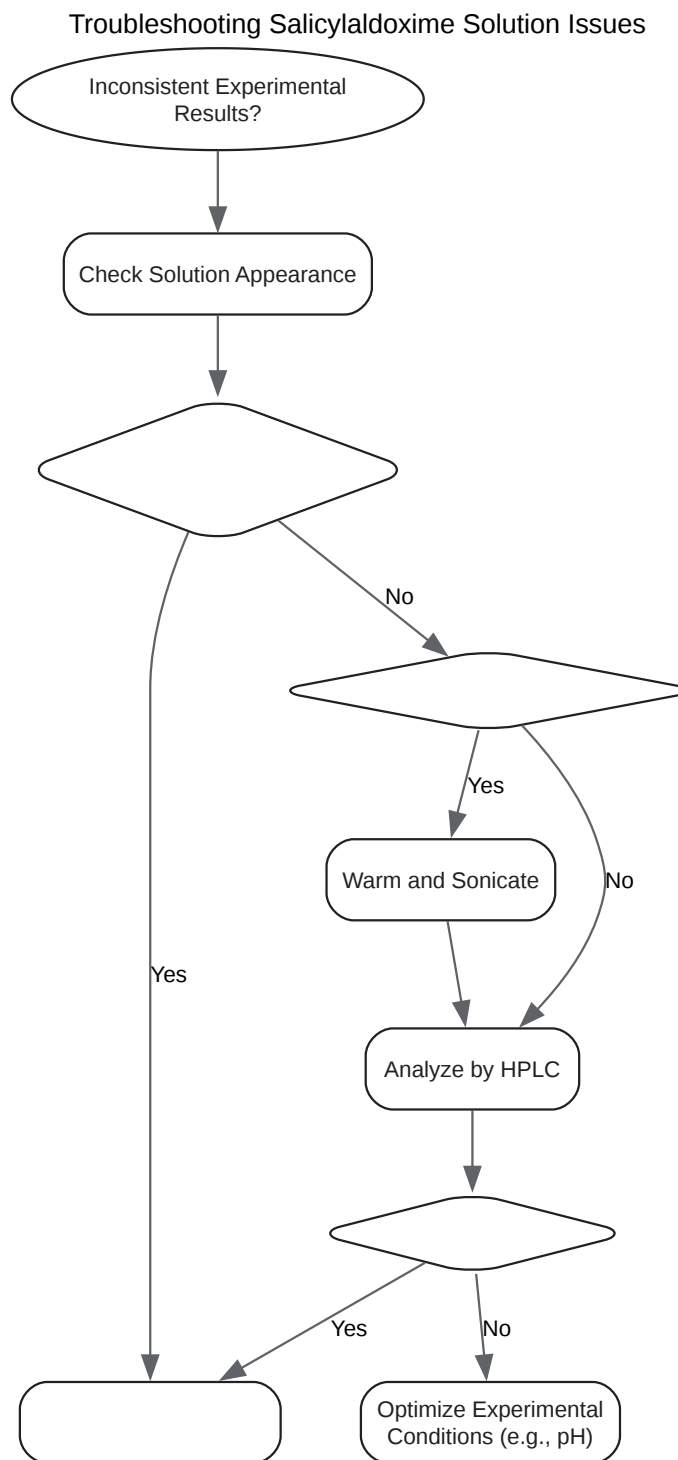 Troubleshooting Salicylaldoxime Solution Issues
Inconsistent Experimental
Results?
Check Solution Appearance
No
Yes
Warm and Sonicate
No
Yes
Analyze by HPLC
Yes
No
Optimize Experimental
Conditions (e.g., pH)